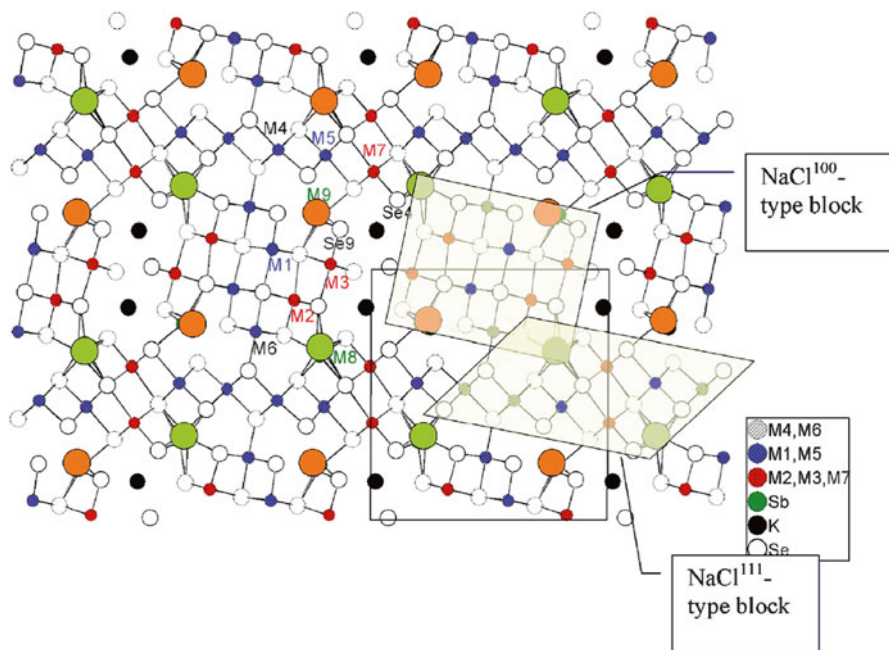 M4
M5
M7
M9
Se4
Se9
M1
M3
M2
M6
M8
NaCl¹⁰⁰-
type block
M4,M6
M1,M5
M2,M3,M7
Sb
K
Se
NaCl¹¹¹-
type block